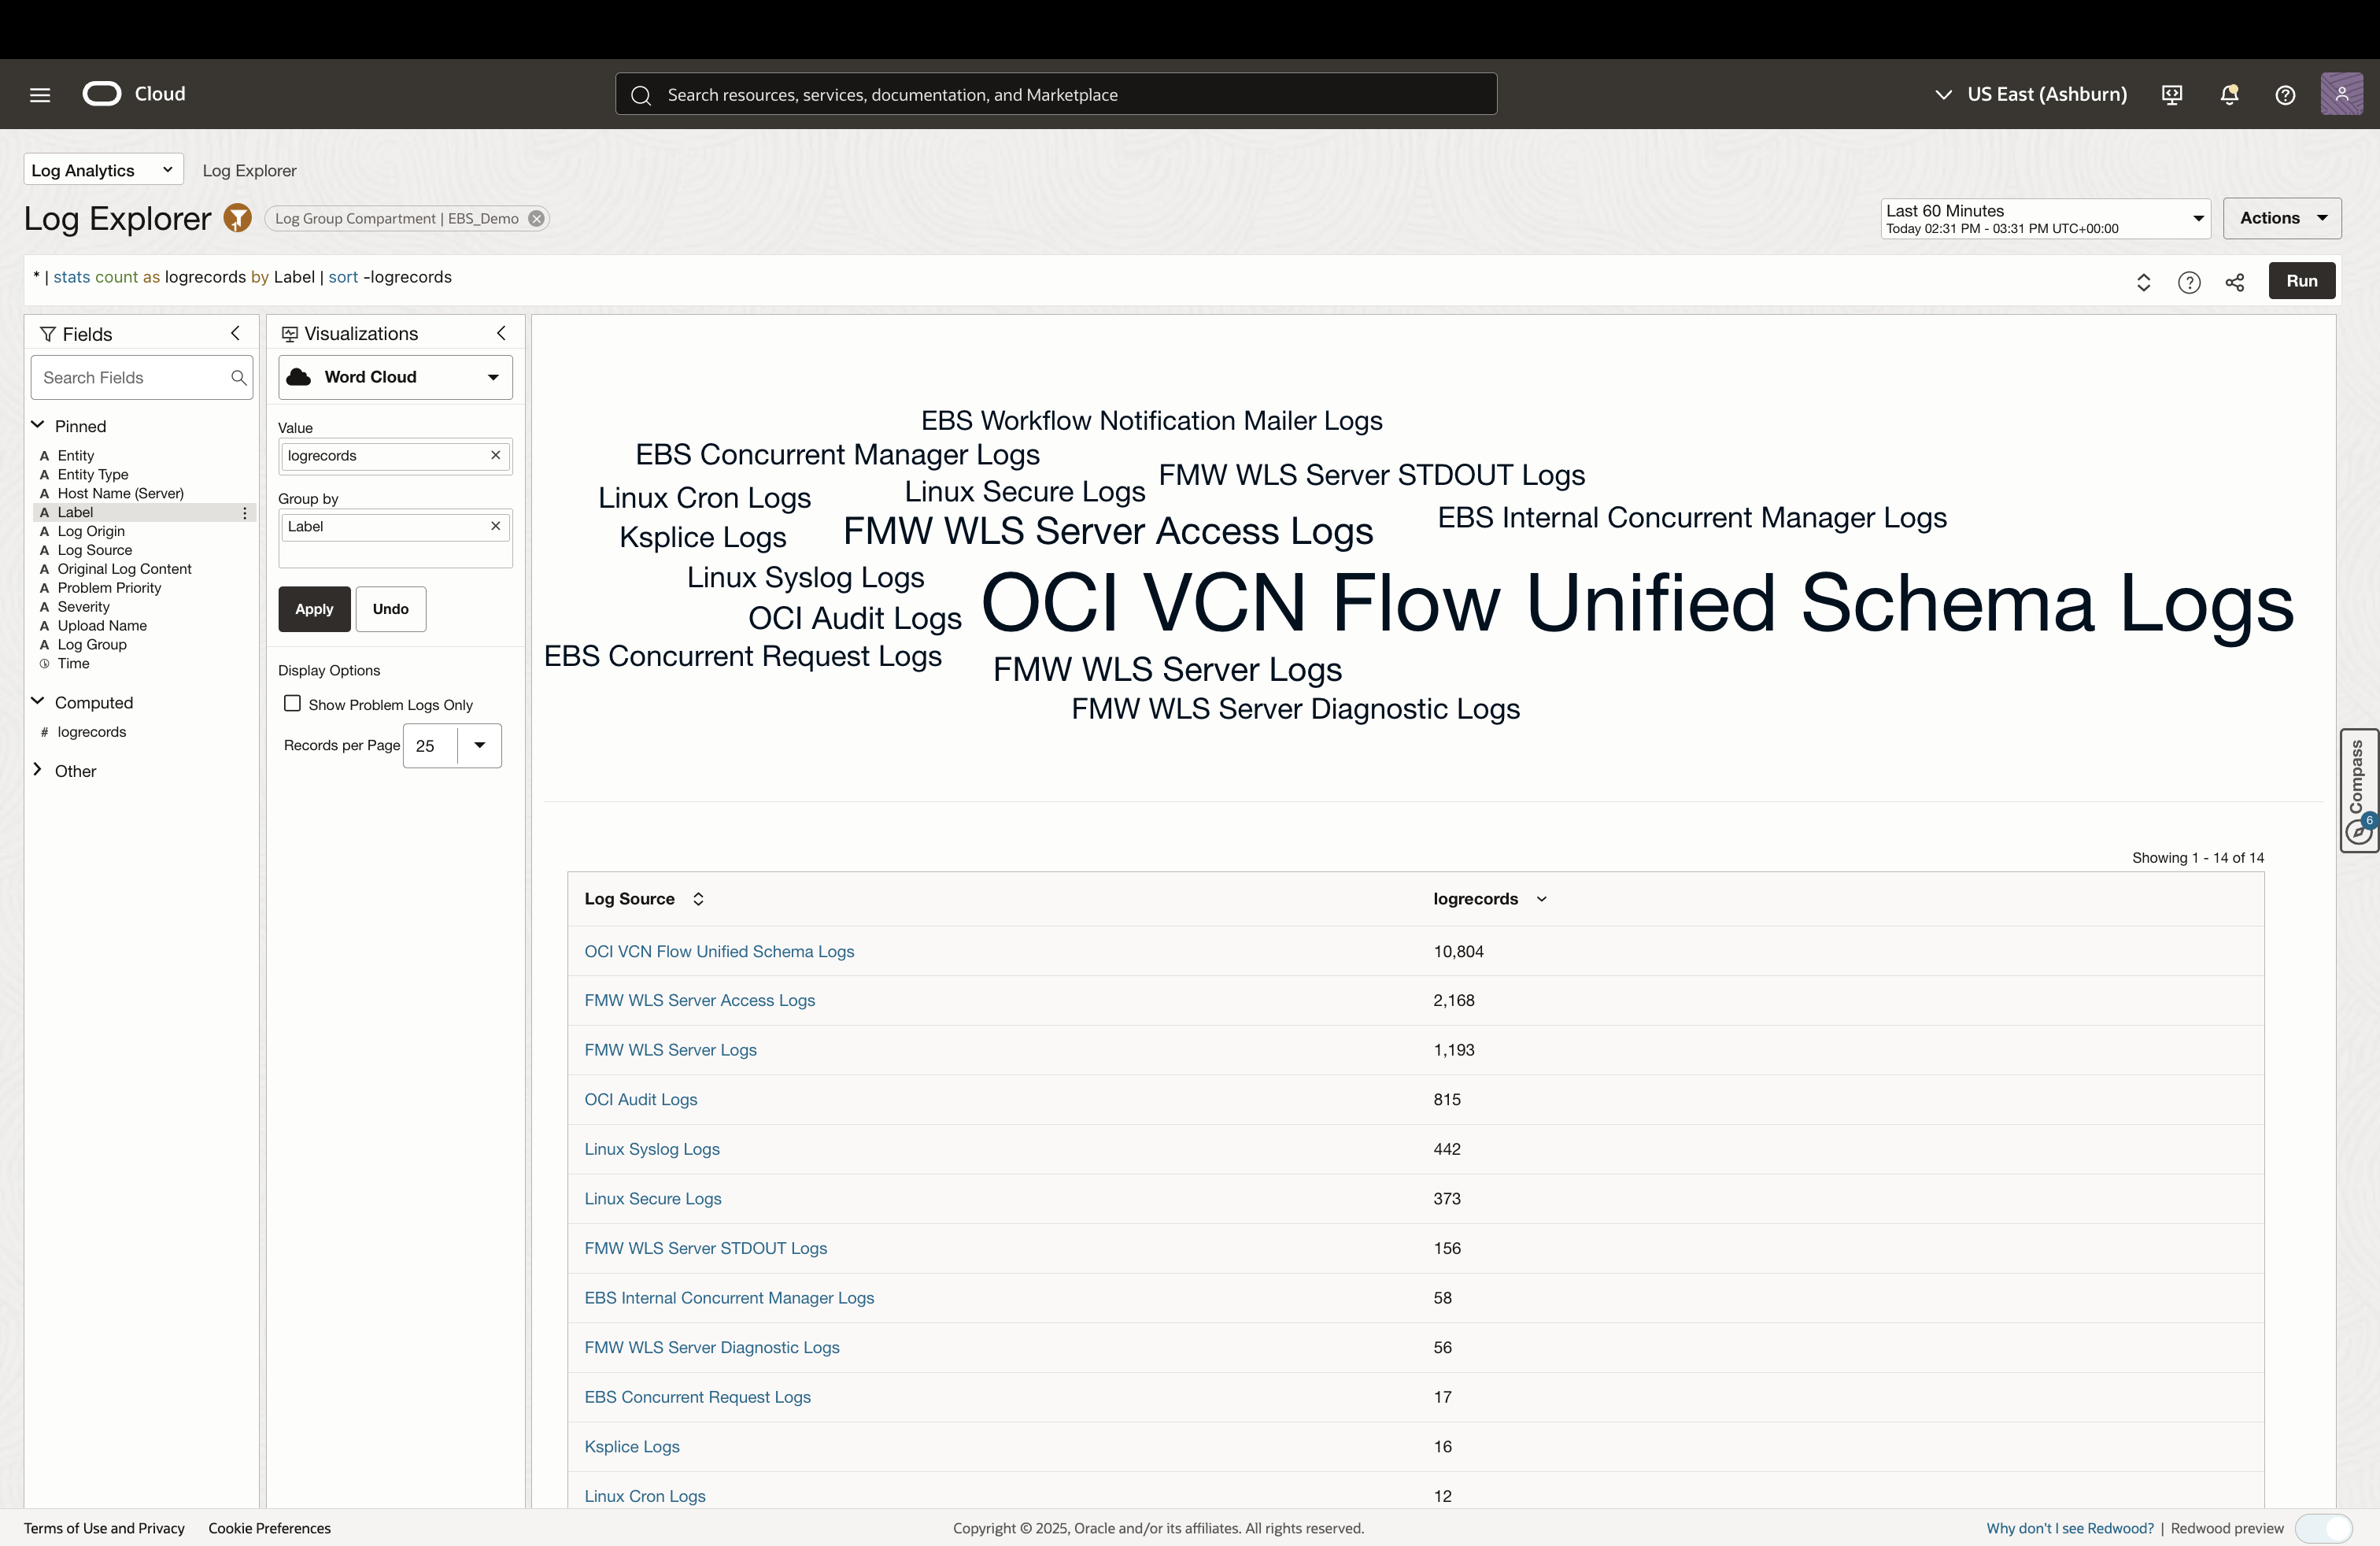 Cloud
Search resources, services, documentation, and Marketplace
US East (Ashburn)
Log Analytics
Log Explorer
Log Explorer
Log Group Compartment | EBS_Demo
Last 60 Minutes
Today 02:31 PM - 03:31 PM UTC+00:00
Actions
* | stats count as logrecords by Label | sort -logrecords
Run
Fields
Search Fields
Pinned
A Entity
A Entity Type
A Host Name (Server)
A Label
A Log Origin
A Log Source
A Original Log Content
A Problem Priority
A Severity
A Upload Name
A Log Group
Time
Computed
# logrecords
Other
Visualizations
Word Cloud
Value
logrecords
Group by
Label
Apply Undo
Display Options
Show Problem Logs Only
Records per Page 25
EBS Workflow Notification Mailer Logs
EBS Concurrent Manager Logs
FMW WLS Server STDOUT Logs
Linux Cron Logs
Linux Secure Logs
EBS Internal Concurrent Manager Logs
Ksplice Logs
FMW WLS Server Access Logs
Linux Syslog Logs
OCI VCN Flow Unified Schema Logs
OCI Audit Logs
EBS Concurrent Request Logs
FMW WLS Server Logs
FMW WLS Server Diagnostic Logs
Compass
6
Showing 1 - 14 of 14
Log Source logrecords
OCI VCN Flow Unified Schema Logs 10,804
FMW WLS Server Access Logs 2,168
FMW WLS Server Logs 1,193
OCI Audit Logs 815
Linux Syslog Logs 442
Linux Secure Logs 373
FMW WLS Server STDOUT Logs 156
EBS Internal Concurrent Manager Logs 58
FMW WLS Server Diagnostic Logs 56
EBS Concurrent Request Logs 17
Ksplice Logs 16
Linux Cron Logs 12
Terms of Use and Privacy Cookie Preferences
Copyright © 2025, Oracle and/or its affiliates. All rights reserved.
Why don't I see Redwood? | Redwood preview